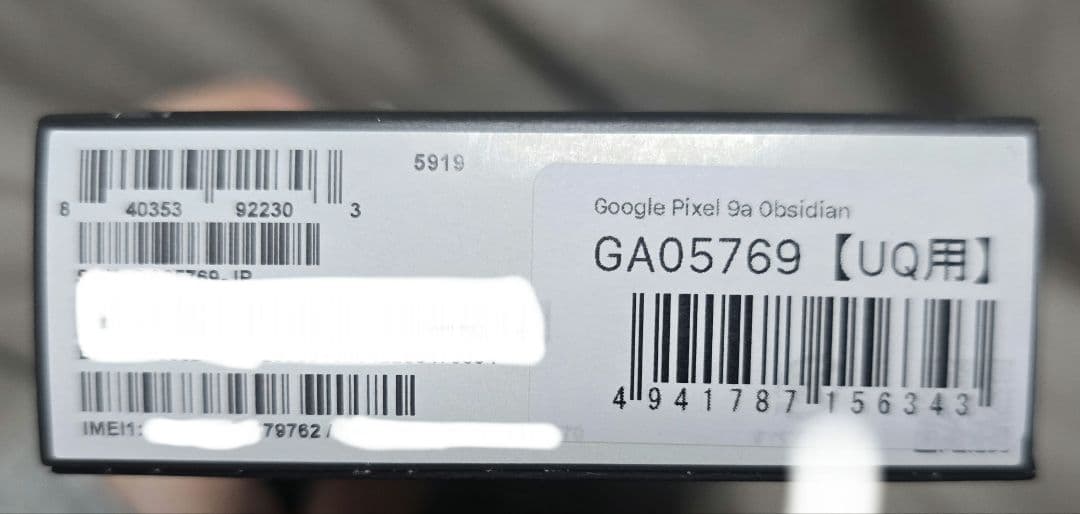 5919
8 40353 92230 3
IMEI1: 79762 /
Google Pixel 9a Obsidian
GA05769【UQ用】
4 941787 156343